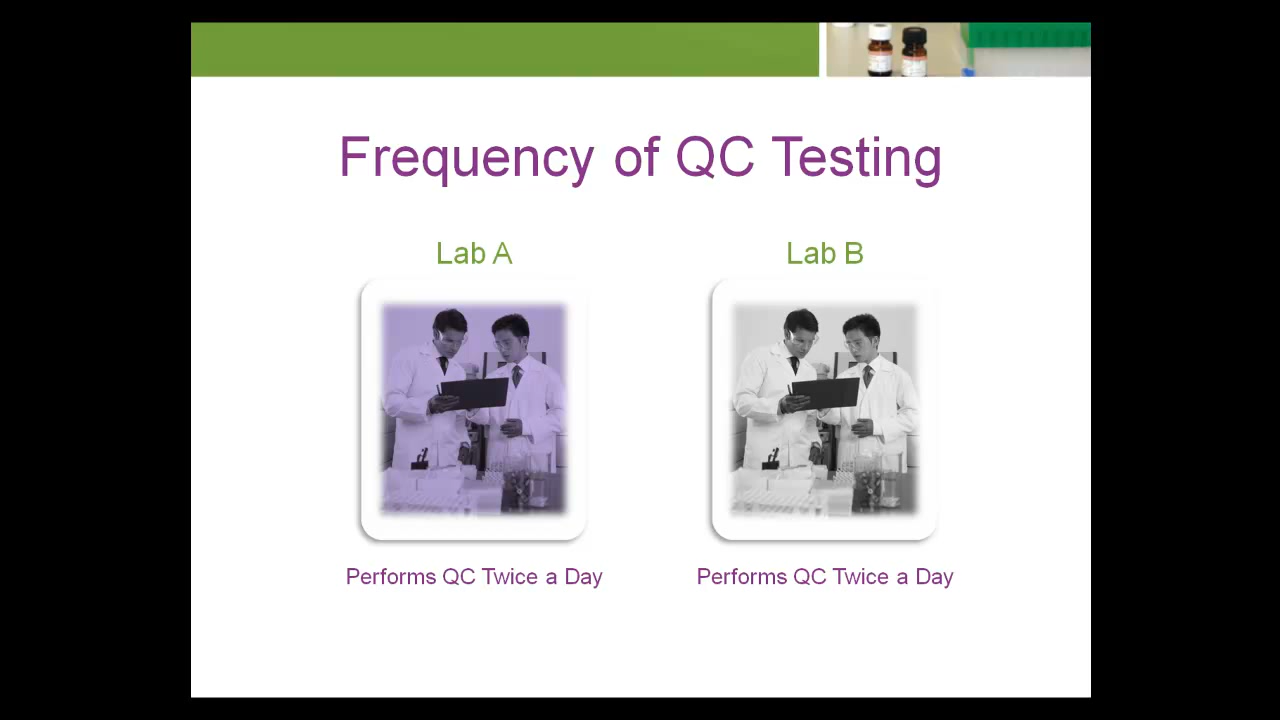 Frequency of QC Testing
Lab A
Lab B
Performs QC Twice a Day
Performs QC Twice a Day